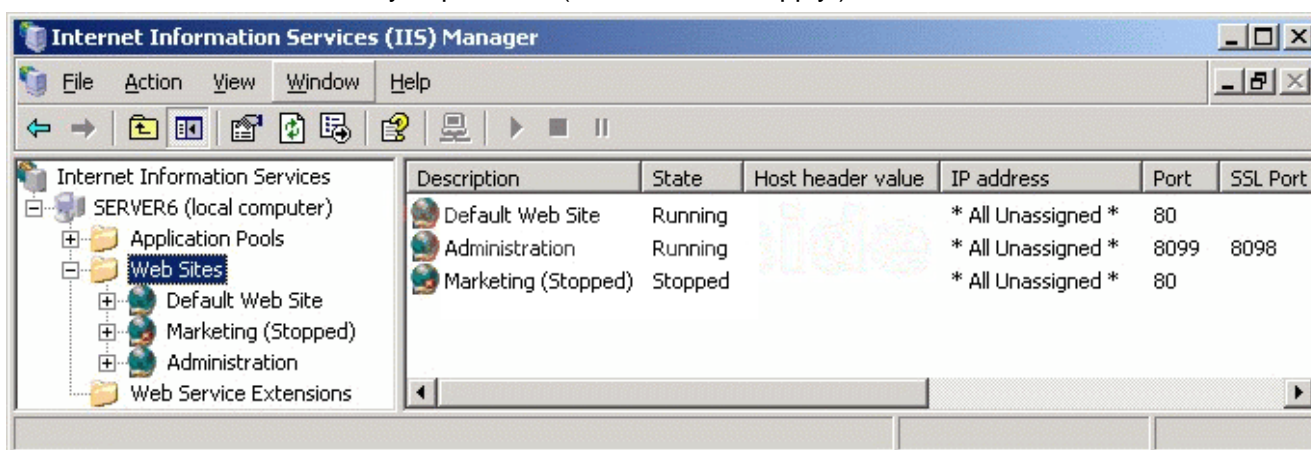 Internet Information Services (IIS) Manager
File Action View Window Help
Internet Information Services
SERVER6 (local computer)
Application Pools
Web Sites
Default Web Site
Marketing (Stopped)
Administration
Web Service Extensions
Description State Host header value IP address Port SSL Port
Default Web Site Running * All Unassigned * 80
Administration Running * All Unassigned * 8099 8098
Marketing (Stopped) Stopped * All Unassigned * 80